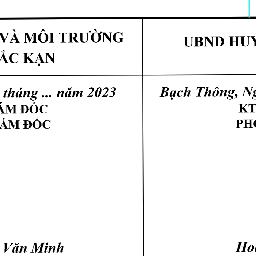 VÀ MÔI TRƯỜNG
ẮC KẠN
tháng ... năm 2023
ÁM ĐỐC
ÁM ĐỐC
Văn Minh
UBND HUY
Bạch Thông, Ng
KT
PHÓ
Hoà